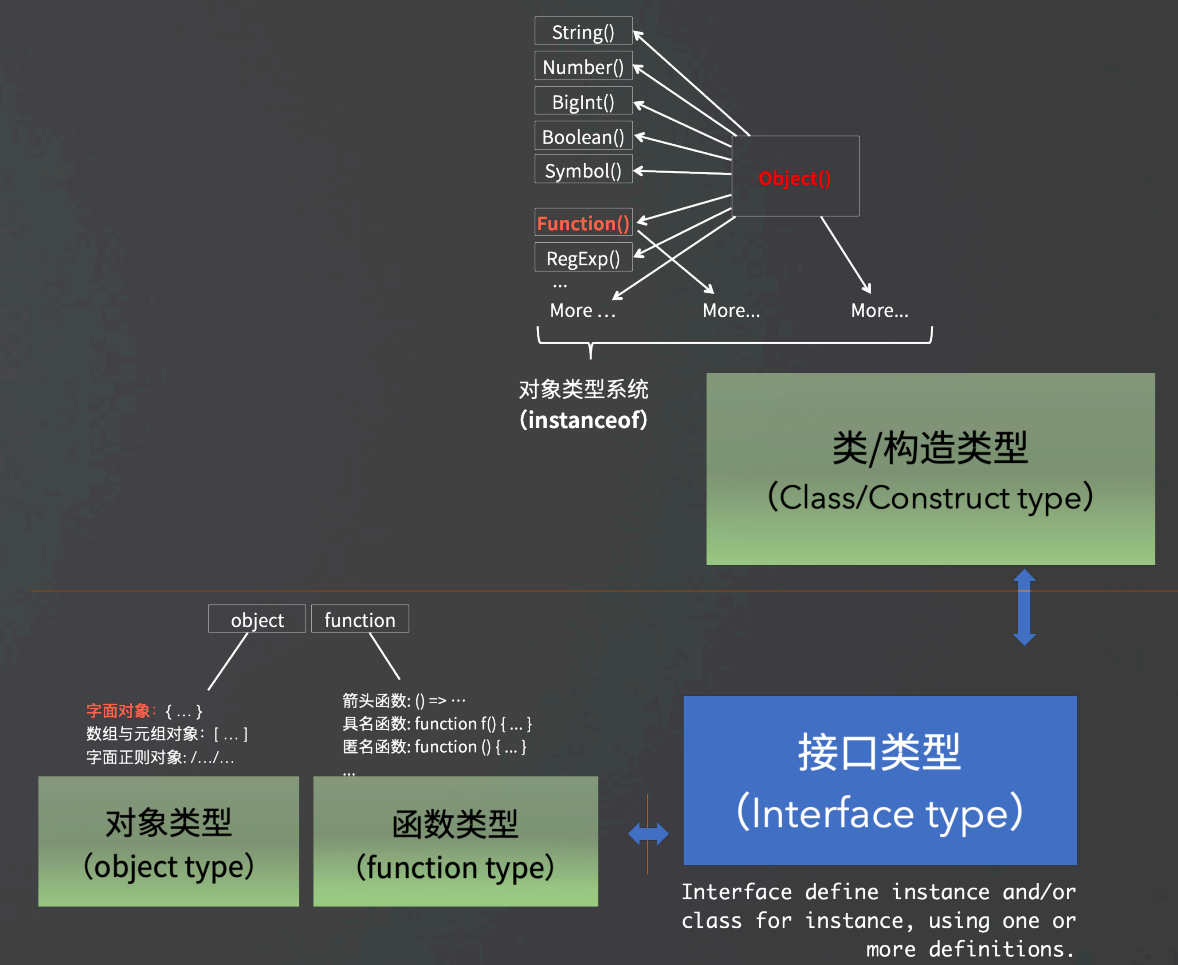 String()
Number()
BigInt()
Boolean()
Symbol()
Object()
Function()
RegExp()
...
More …
More...
More...
对象类型系统
（instanceof）
类/构造类型
（Class/Construct type）
object
function
字面对象：{ … }
数组与元组对象：[ … ]
字面正则对象: /…/…
箭头函数: () => ⋯
具名函数: function f() { ... }
匿名函数: function () { ... }
...
对象类型
（object type）
函数类型
（function type）
接口类型
（Interface type）
Interface define instance and/or
class for instance, using one or
more definitions.